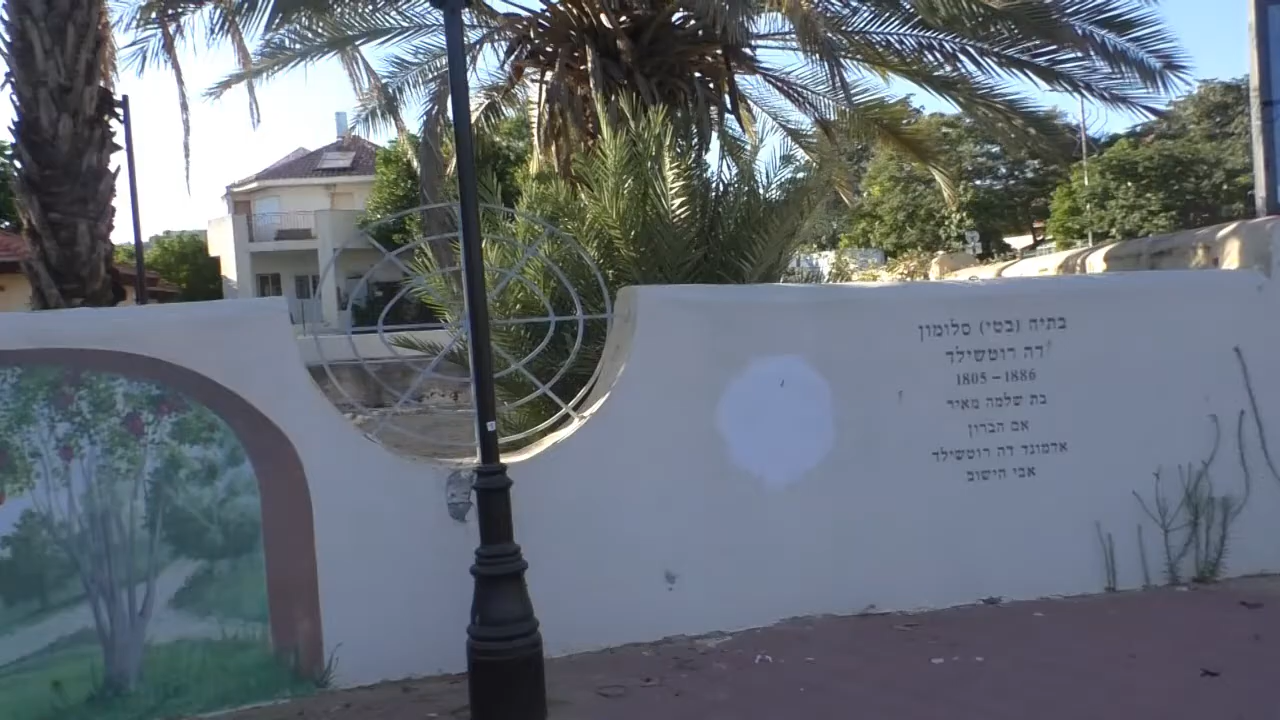 בתיה (בטי) סלומון
דה רוטשילד
1805 – 1886
בת שלמה מאיר
אם הברון
אדמונד דה רוטשילד
אבי הישוב